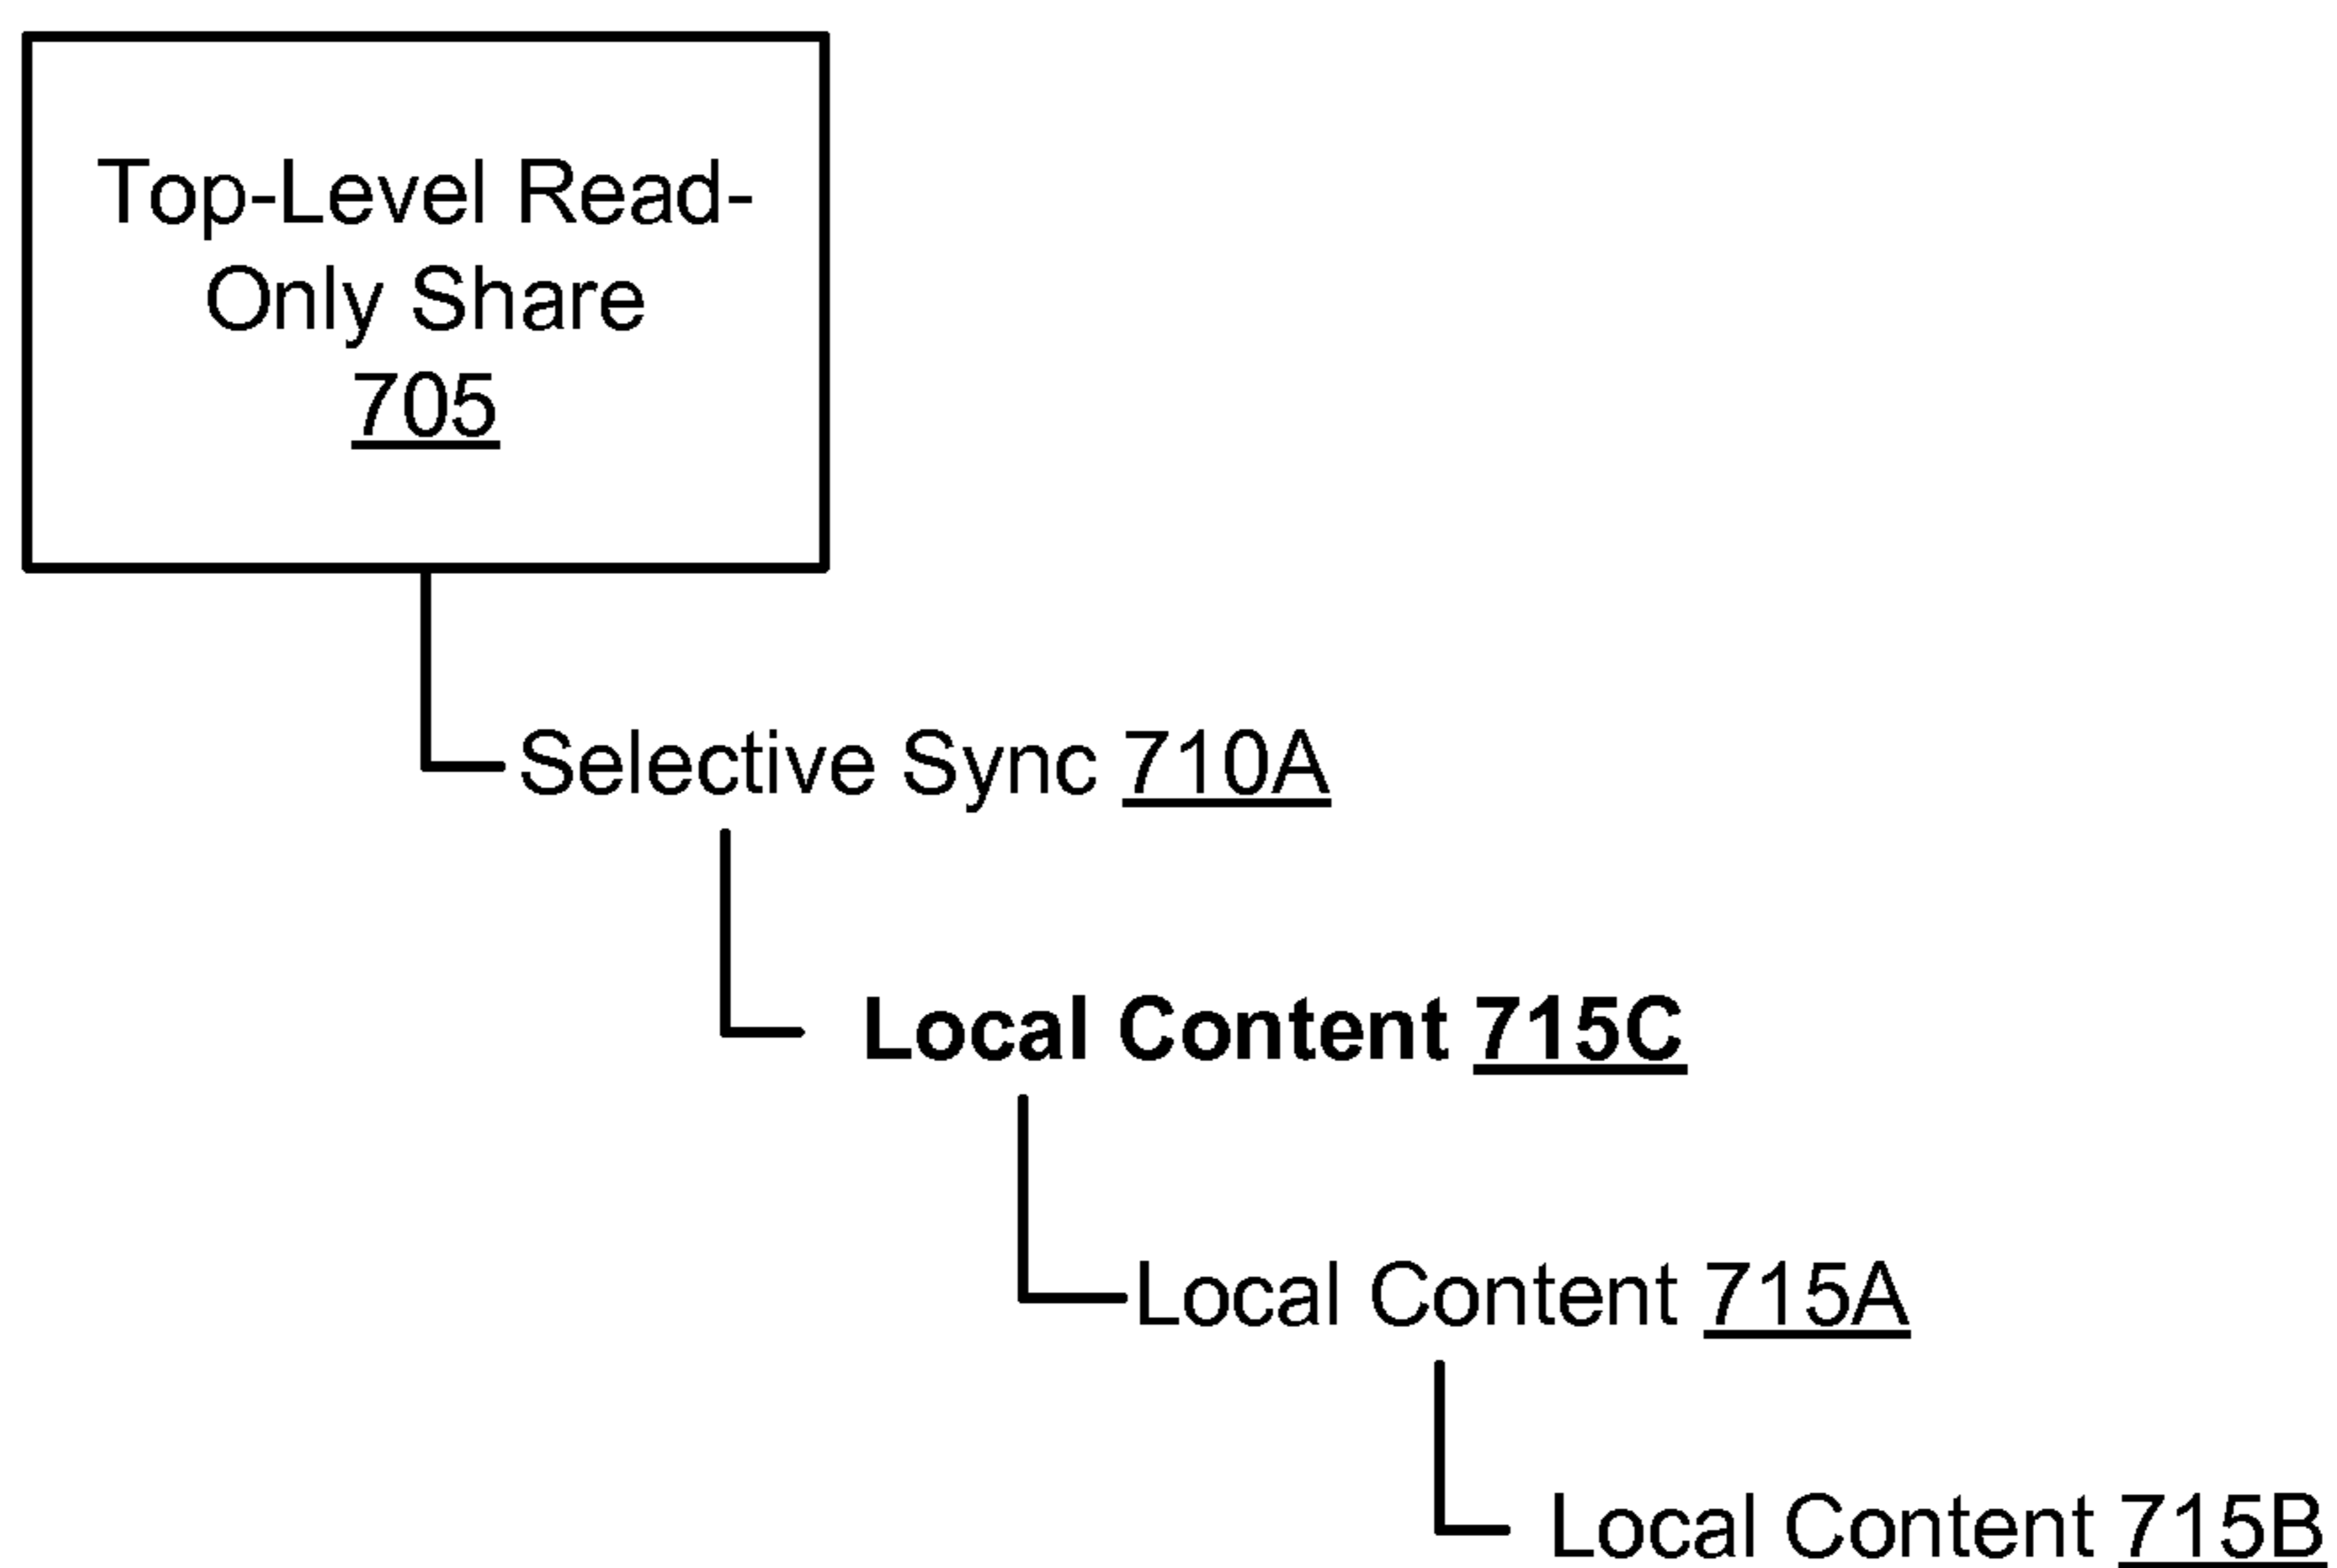 Top-Level Read-
Only Share
705
Selective Sync 710A
Local Content 715C
Local Content 715A
Local Content 715B